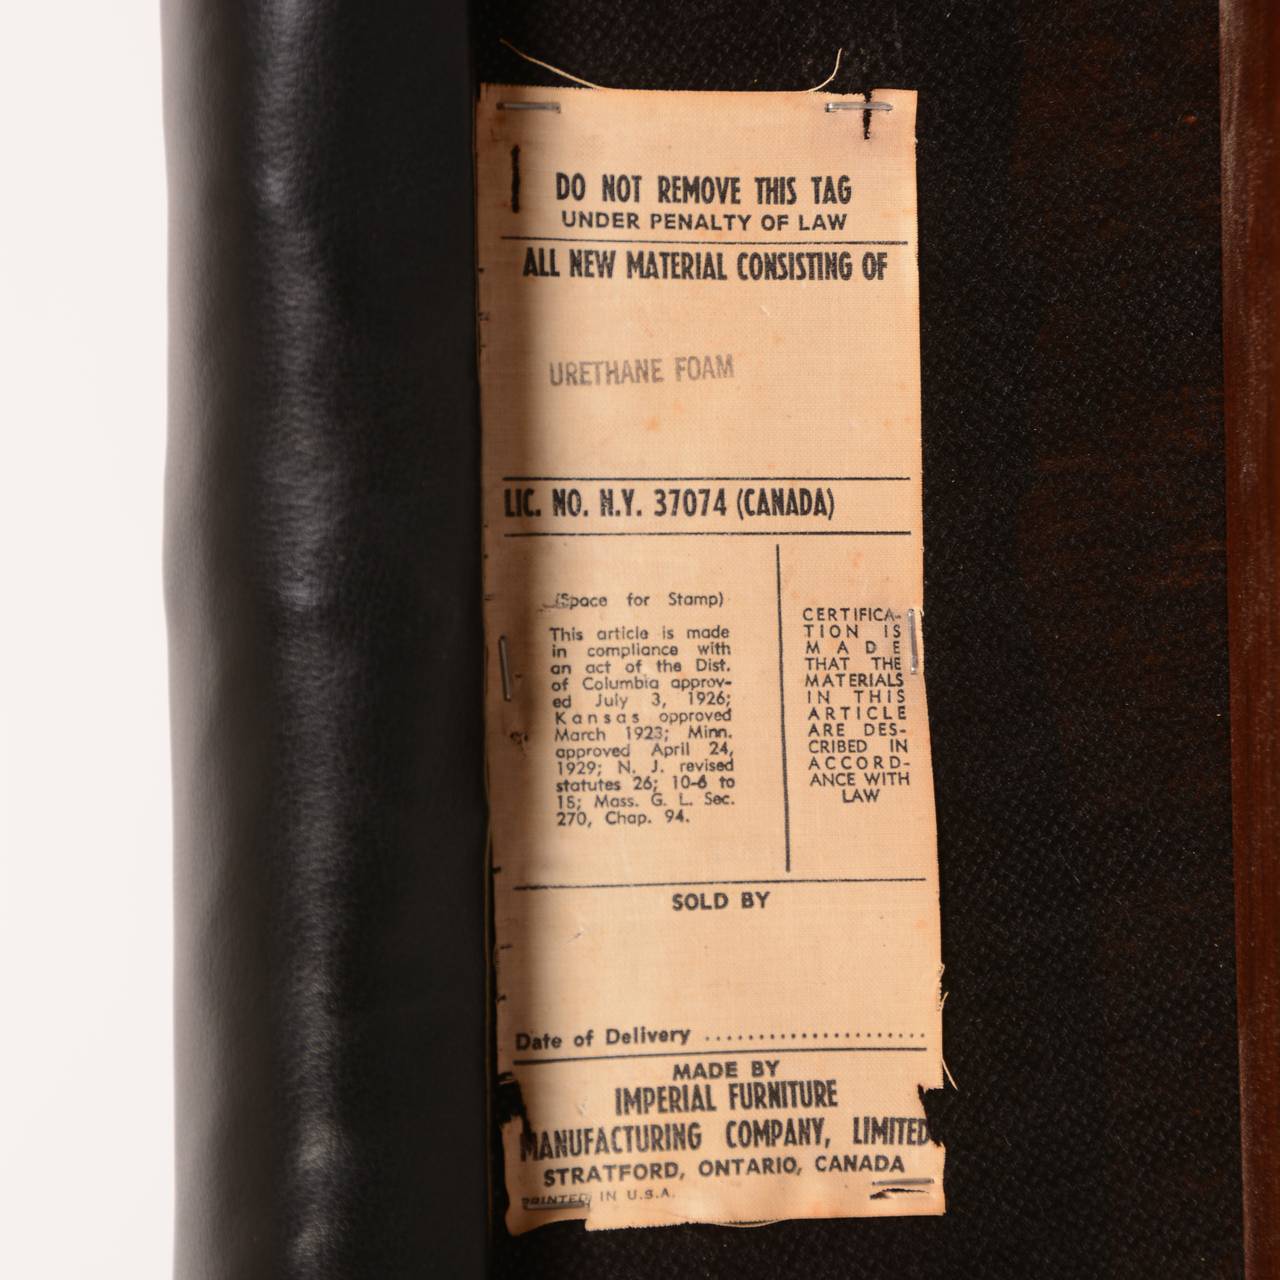 DO NOT REMOVE THIS TAG
UNDER PENALTY OF LAW
ALL NEW MATERIAL CONSISTING OF
URETHANE FOAM
LIC. NO. N.Y. 37074 (CANADA)
(Space for Stamp)
This article is made
in compliance with
an act of the Dist.
of Columbia approv-
ed July 3, 1926;
Kansas approved
March 1923; Minn.
approved April 24,
1929; N. J. revised
statutes 26; 10-6 to
15; Mass. G. L. Sec.
270, Chap. 94.
CERTIFICA-
TION IS
MADE
THAT THE
MATERIALS
IN THIS
ARTICLE
ARE DES-
CRIBED IN
ACCORD-
ANCE WITH
LAW
SOLD BY
Date of Delivery .....................
MADE BY
IMPERIAL FURNITURE
MANUFACTURING COMPANY, LIMITED
STRATFORD, ONTARIO, CANADA
PRINTED IN U.S.A.